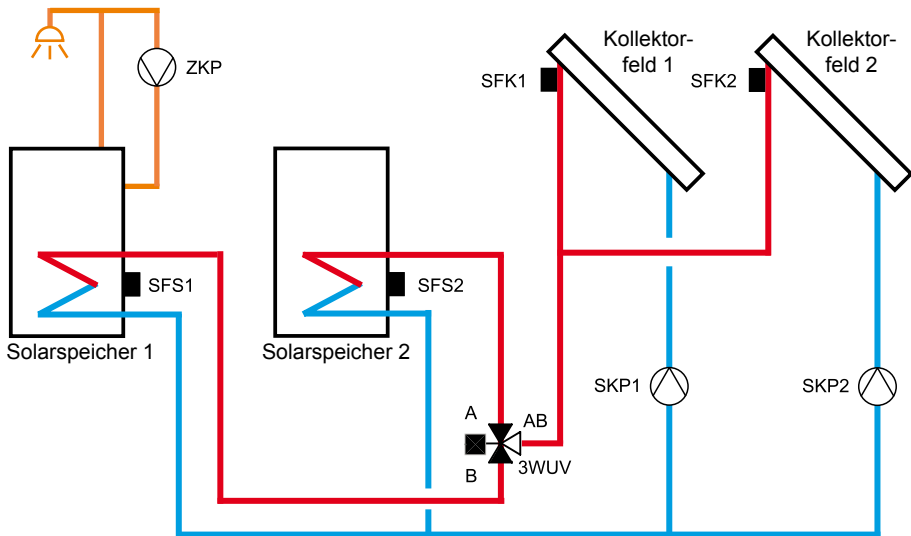 ZKP
Kollektor-
feld 1
Kollektor-
feld 2
SFK1
SFK2
SFS1
SFS2
Solarspeicher 1
Solarspeicher 2
SKP1
SKP2
A
AB
B
3WUV